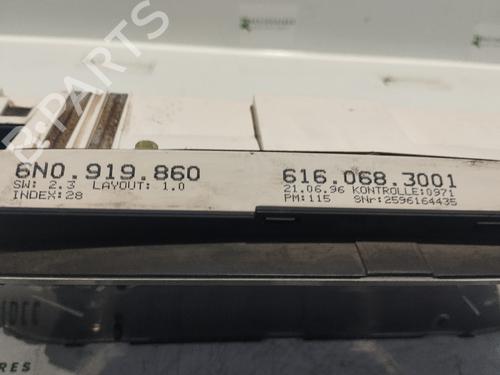 B-PARTS
6N0.919.860
SW: 2.3 LAYOUT: 1.0
INDEX:28
616.068.3001
21.06.96 KONTROLLE:0971
PM:115 SNr:2596164435